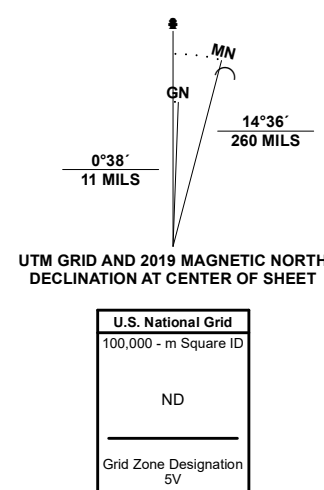 MN
GN
14°36´
260 MILS
0°38´
11 MILS
UTM GRID AND 2019 MAGNETIC NORTH
DECLINATION AT CENTER OF SHEET
U.S. National Grid
100,000 - m Square ID
ND
Grid Zone Designation
5V